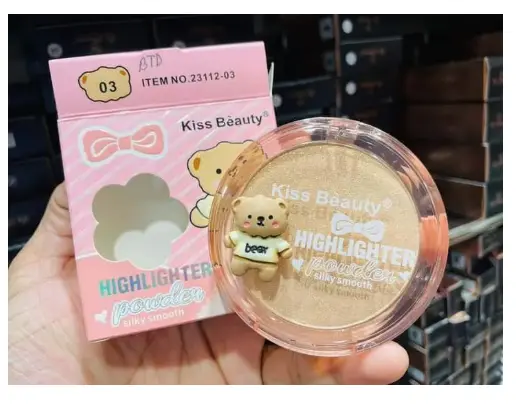 BTD
03
ITEM NO.23112-03
Kiss Beauty®
HIGHLIGHTER
powder
silky smooth
Kiss Beauty®
HIGHLIGHTER
powder
silky smooth
bear